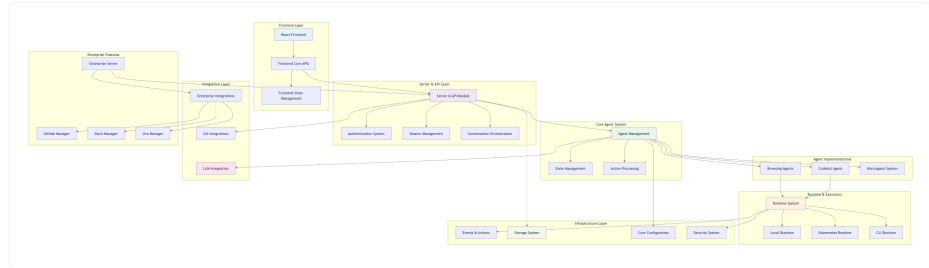 Frontend Layer
React Frontend
Enterprise Features
Enterprise Server
Frontend Core APIs
Integration Layer
Server & API Layer
Enterprise Integrations
Frontend State
Management
Server & API Module
Core Agent System
GitHub Manager
Slack Manager
Jira Manager
Git Integrations
Authentication System
Session Management
Conversation Orchestration
Agent Management
Agent Implementations
LLM Integration
State Management
Action Processing
Browsing Agents
CodeAct Agent
Microagent System
Runtime & Execution
Runtime System
Infrastructure Layer
Events & Actions
Storage System
Core Configuration
Security System
Local Runtime
Kubernetes Runtime
CLI Runtime